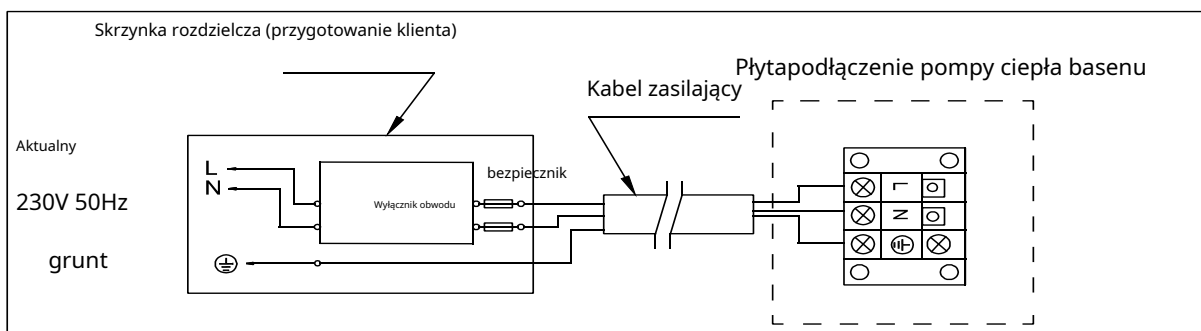 Skrzynka rozdzielcza (przygotowanie klienta)
Płytapodłączenie pompy ciepła basenu
Kabel zasilający
Aktualny
230V 50Hz
grunt
L
N
Wyłącznik obwodu
bezpiecznik
L
N